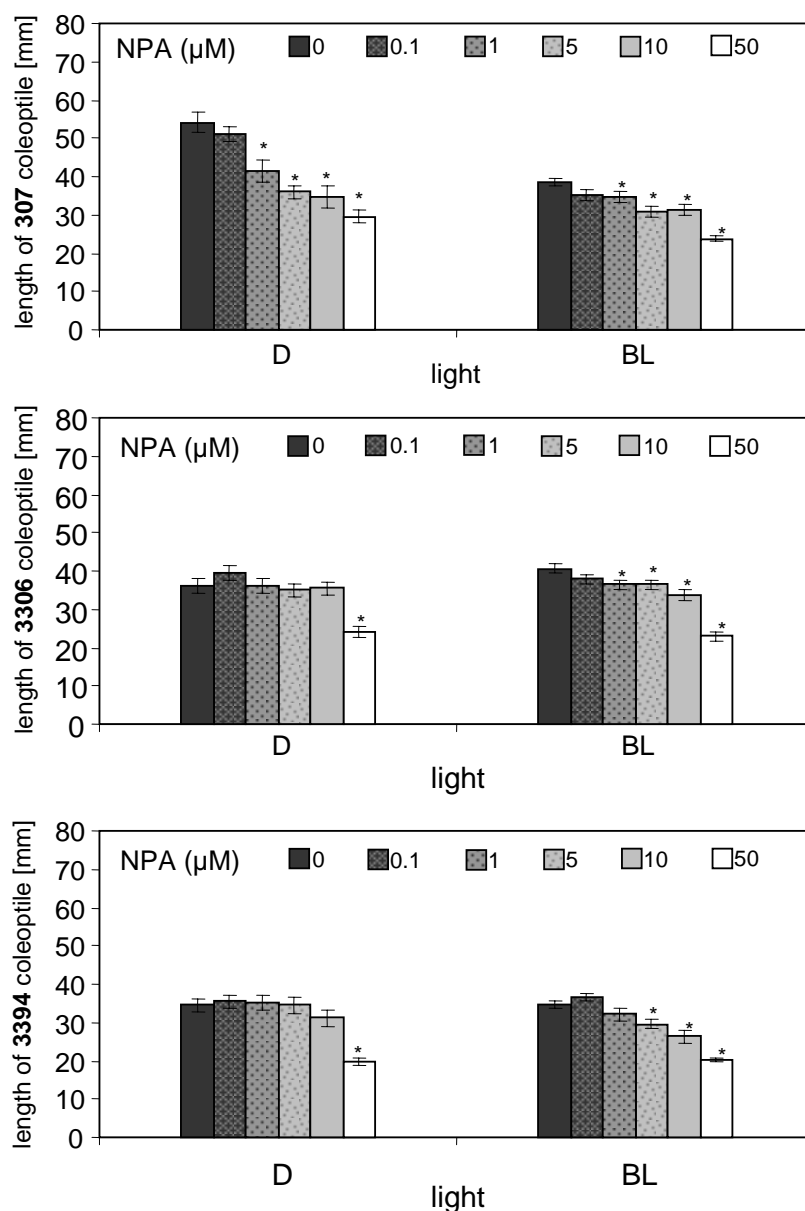 80
NPA (µM) 0 0.1 1 5 10 50
70
60
50
40
30
20
10
0
length of 307 coleoptile [mm]
* * * * * * * *
D BL
light
80
NPA (µM) 0 0.1 1 5 10 50
70
60
50
40
30
20
10
0
length of 3306 coleoptile [mm]
* * * * *
D BL
light
80
NPA (µM) 0 0.1 1 5 10 50
70
60
50
40
30
20
10
0
length of 3394 coleoptile [mm]
* * * *
D BL
light